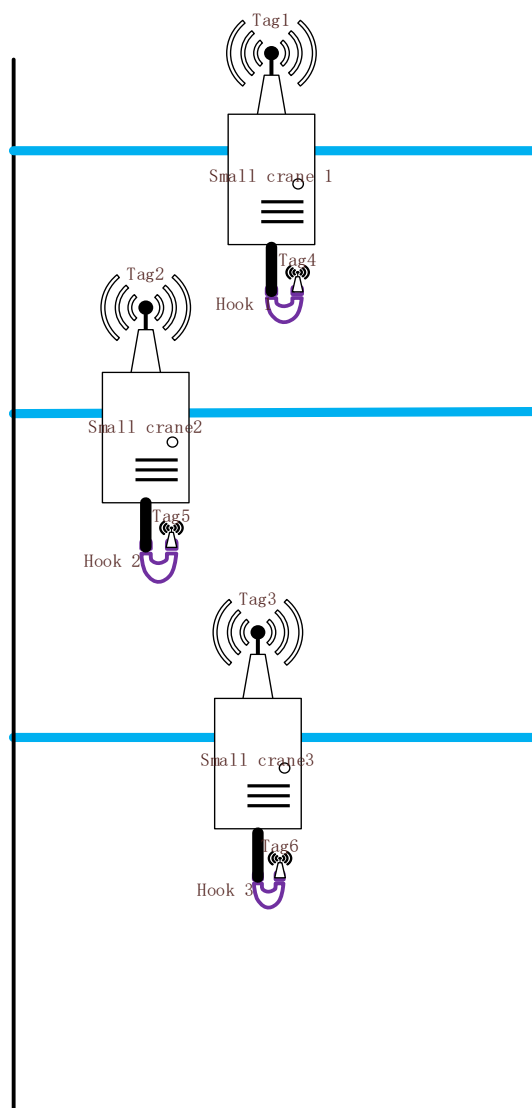 Tag1
Small crane 1
Tag4
Hook 1
Tag2
Small crane2
Tag5
Hook 2
Tag3
Small crane3
Tag6
Hook 3